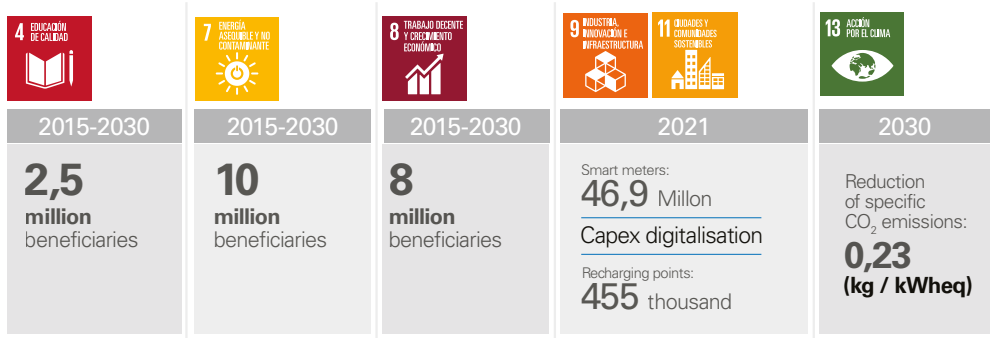 4 EDUCACIÓN
DE CALIDAD
2015-2030
2,5
million
beneficiaries
7 ENERGÍA
ASEQUIBLE Y NO
CONTAMINANTE
2015-2030
10
million
beneficiaries
8 TRABAJO DECENTE
Y CRECIMIENTO
ECONÓMICO
2015-2030
8
million
beneficiaries
9 INDUSTRIA,
INNOVACIÓN E
INFRAESTRUCTURA
11 CIUDADES Y
COMUNIDADES
SOSTENIBLES
2021
Smart meters:
46,9 Millon
Capex digitalisation
Recharging points:
455 thousand
13 ACCIÓN
POR EL CLIMA
2030
Reduction
of specific
CO2 emissions:
0,23
(kg / kWheq)